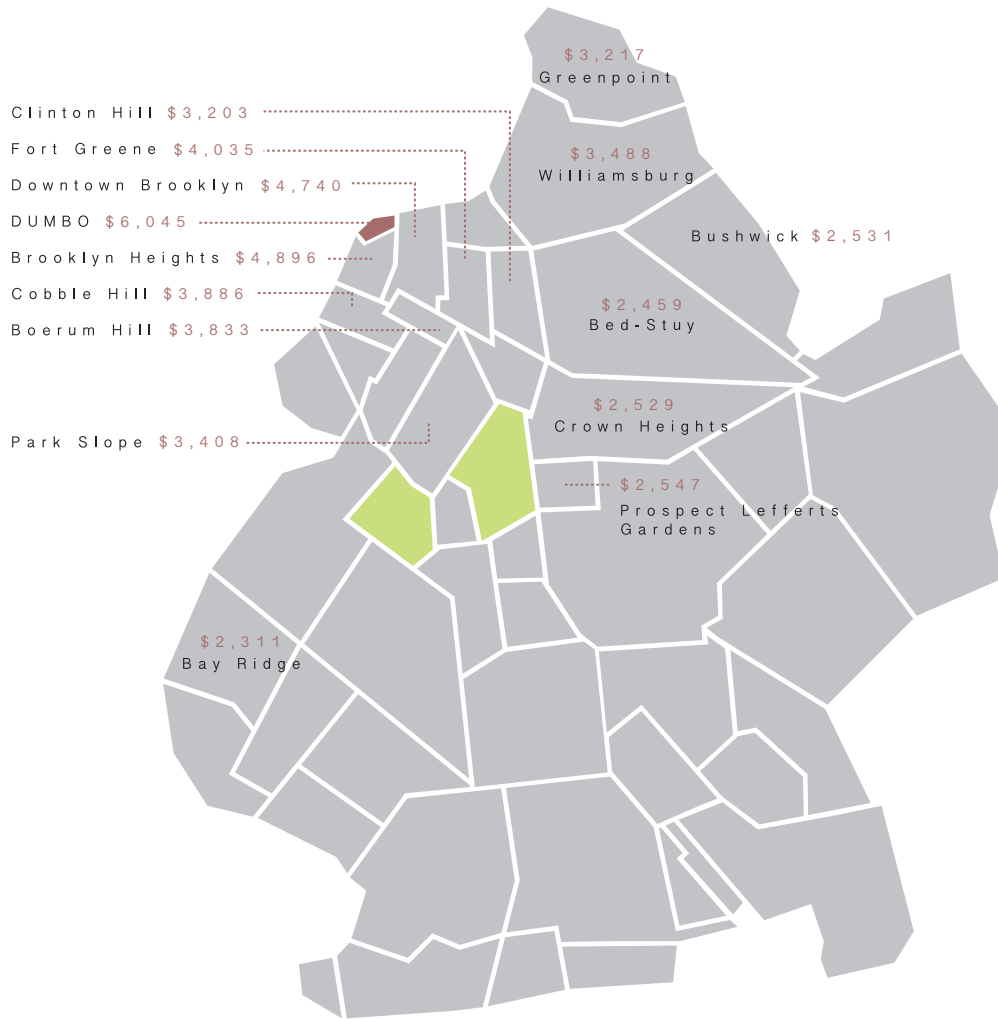 $3,217
Greenpoint
Clinton Hill $3,203
Fort Greene $4,035
$3,488
Williamsburg
Downtown Brooklyn $4,740
DUMBO $6,045
Bushwick $2,531
Brooklyn Heights $4,896
Cobble Hill $3,886
$2,459
Bed-Stuy
Boerum Hill $3,833
$2,529
Crown Heights
Park Slope $3,408
$2,547
Prospect Lefferts
Gardens
$2,311
Bay Ridge